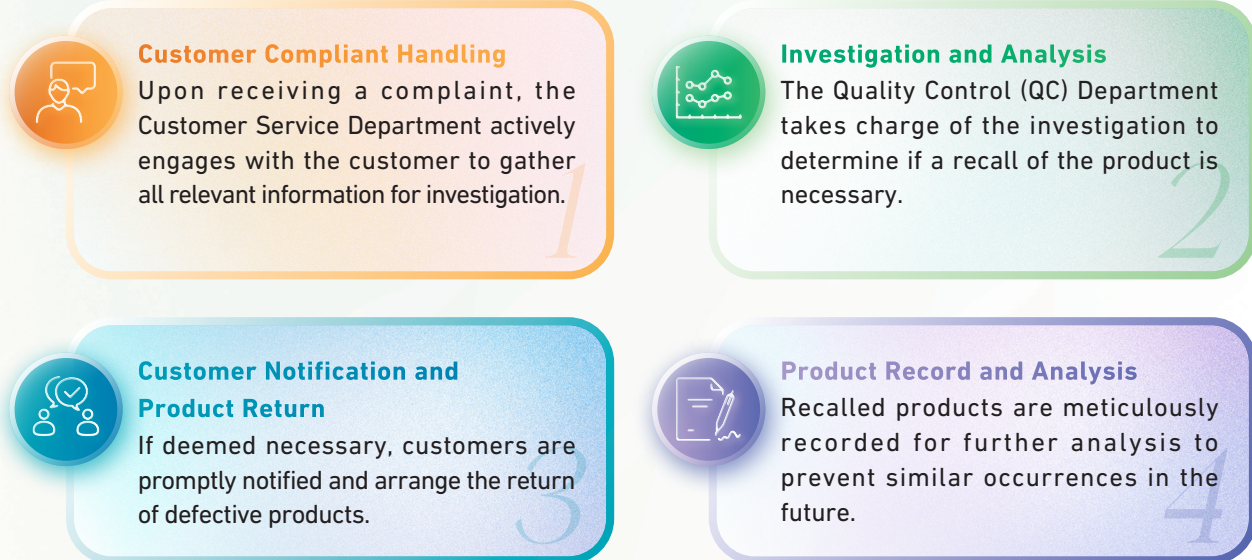 Customer Compliant Handling
Upon receiving a complaint, the
Customer Service Department actively
engages with the customer to gather
all relevant information for investigation.
1
Investigation and Analysis
The Quality Control (QC) Department
takes charge of the investigation to
determine if a recall of the product is
necessary.
2
Customer Notification and
Product Return
If deemed necessary, customers are
promptly notified and arrange the return
of defective products.
3
Product Record and Analysis
Recalled products are meticulously
recorded for further analysis to
prevent similar occurrences in the
future.
4